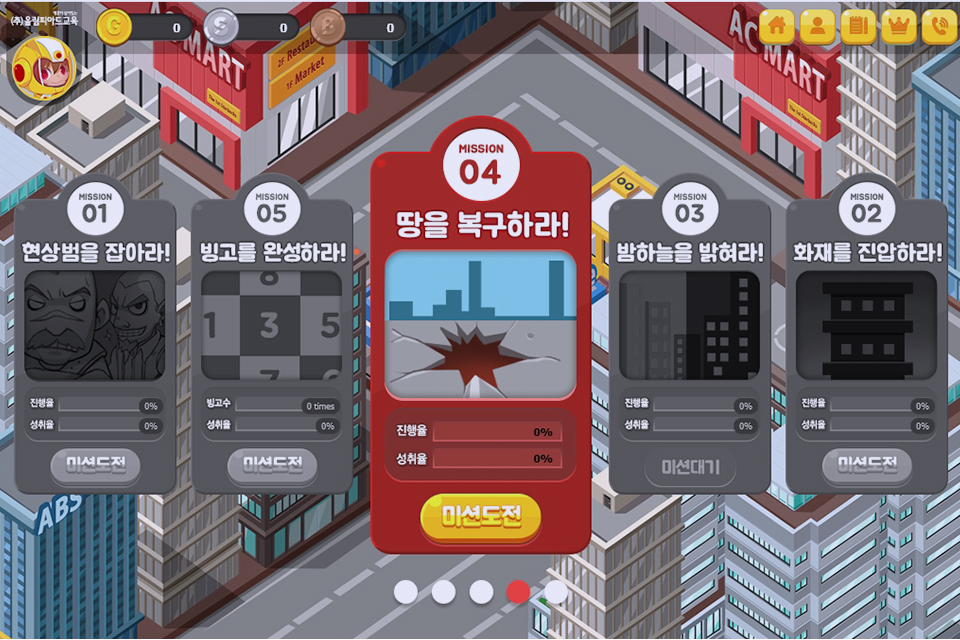 (주)올림피아드교육
G 0
S 0
B 0
ACMART
2F Restau
1F Market
ACMART
MISSION
01
현상범을 잡아라!
진행율 0%
성취율 0%
미션도전
MISSION
05
빙고를 완성하라!
8
1 3 5
7 6
빙고수 0 times
성취율 0%
미션도전
MISSION
04
땅을 복구하라!
진행율 0%
성취율 0%
미션도전
MISSION
03
밤하늘을 밝혀라!
진행율 0%
성취율 0%
미션대기
MISSION
02
화재를 진압하라!
진행율 0%
성취율 0%
미션도전
ABS